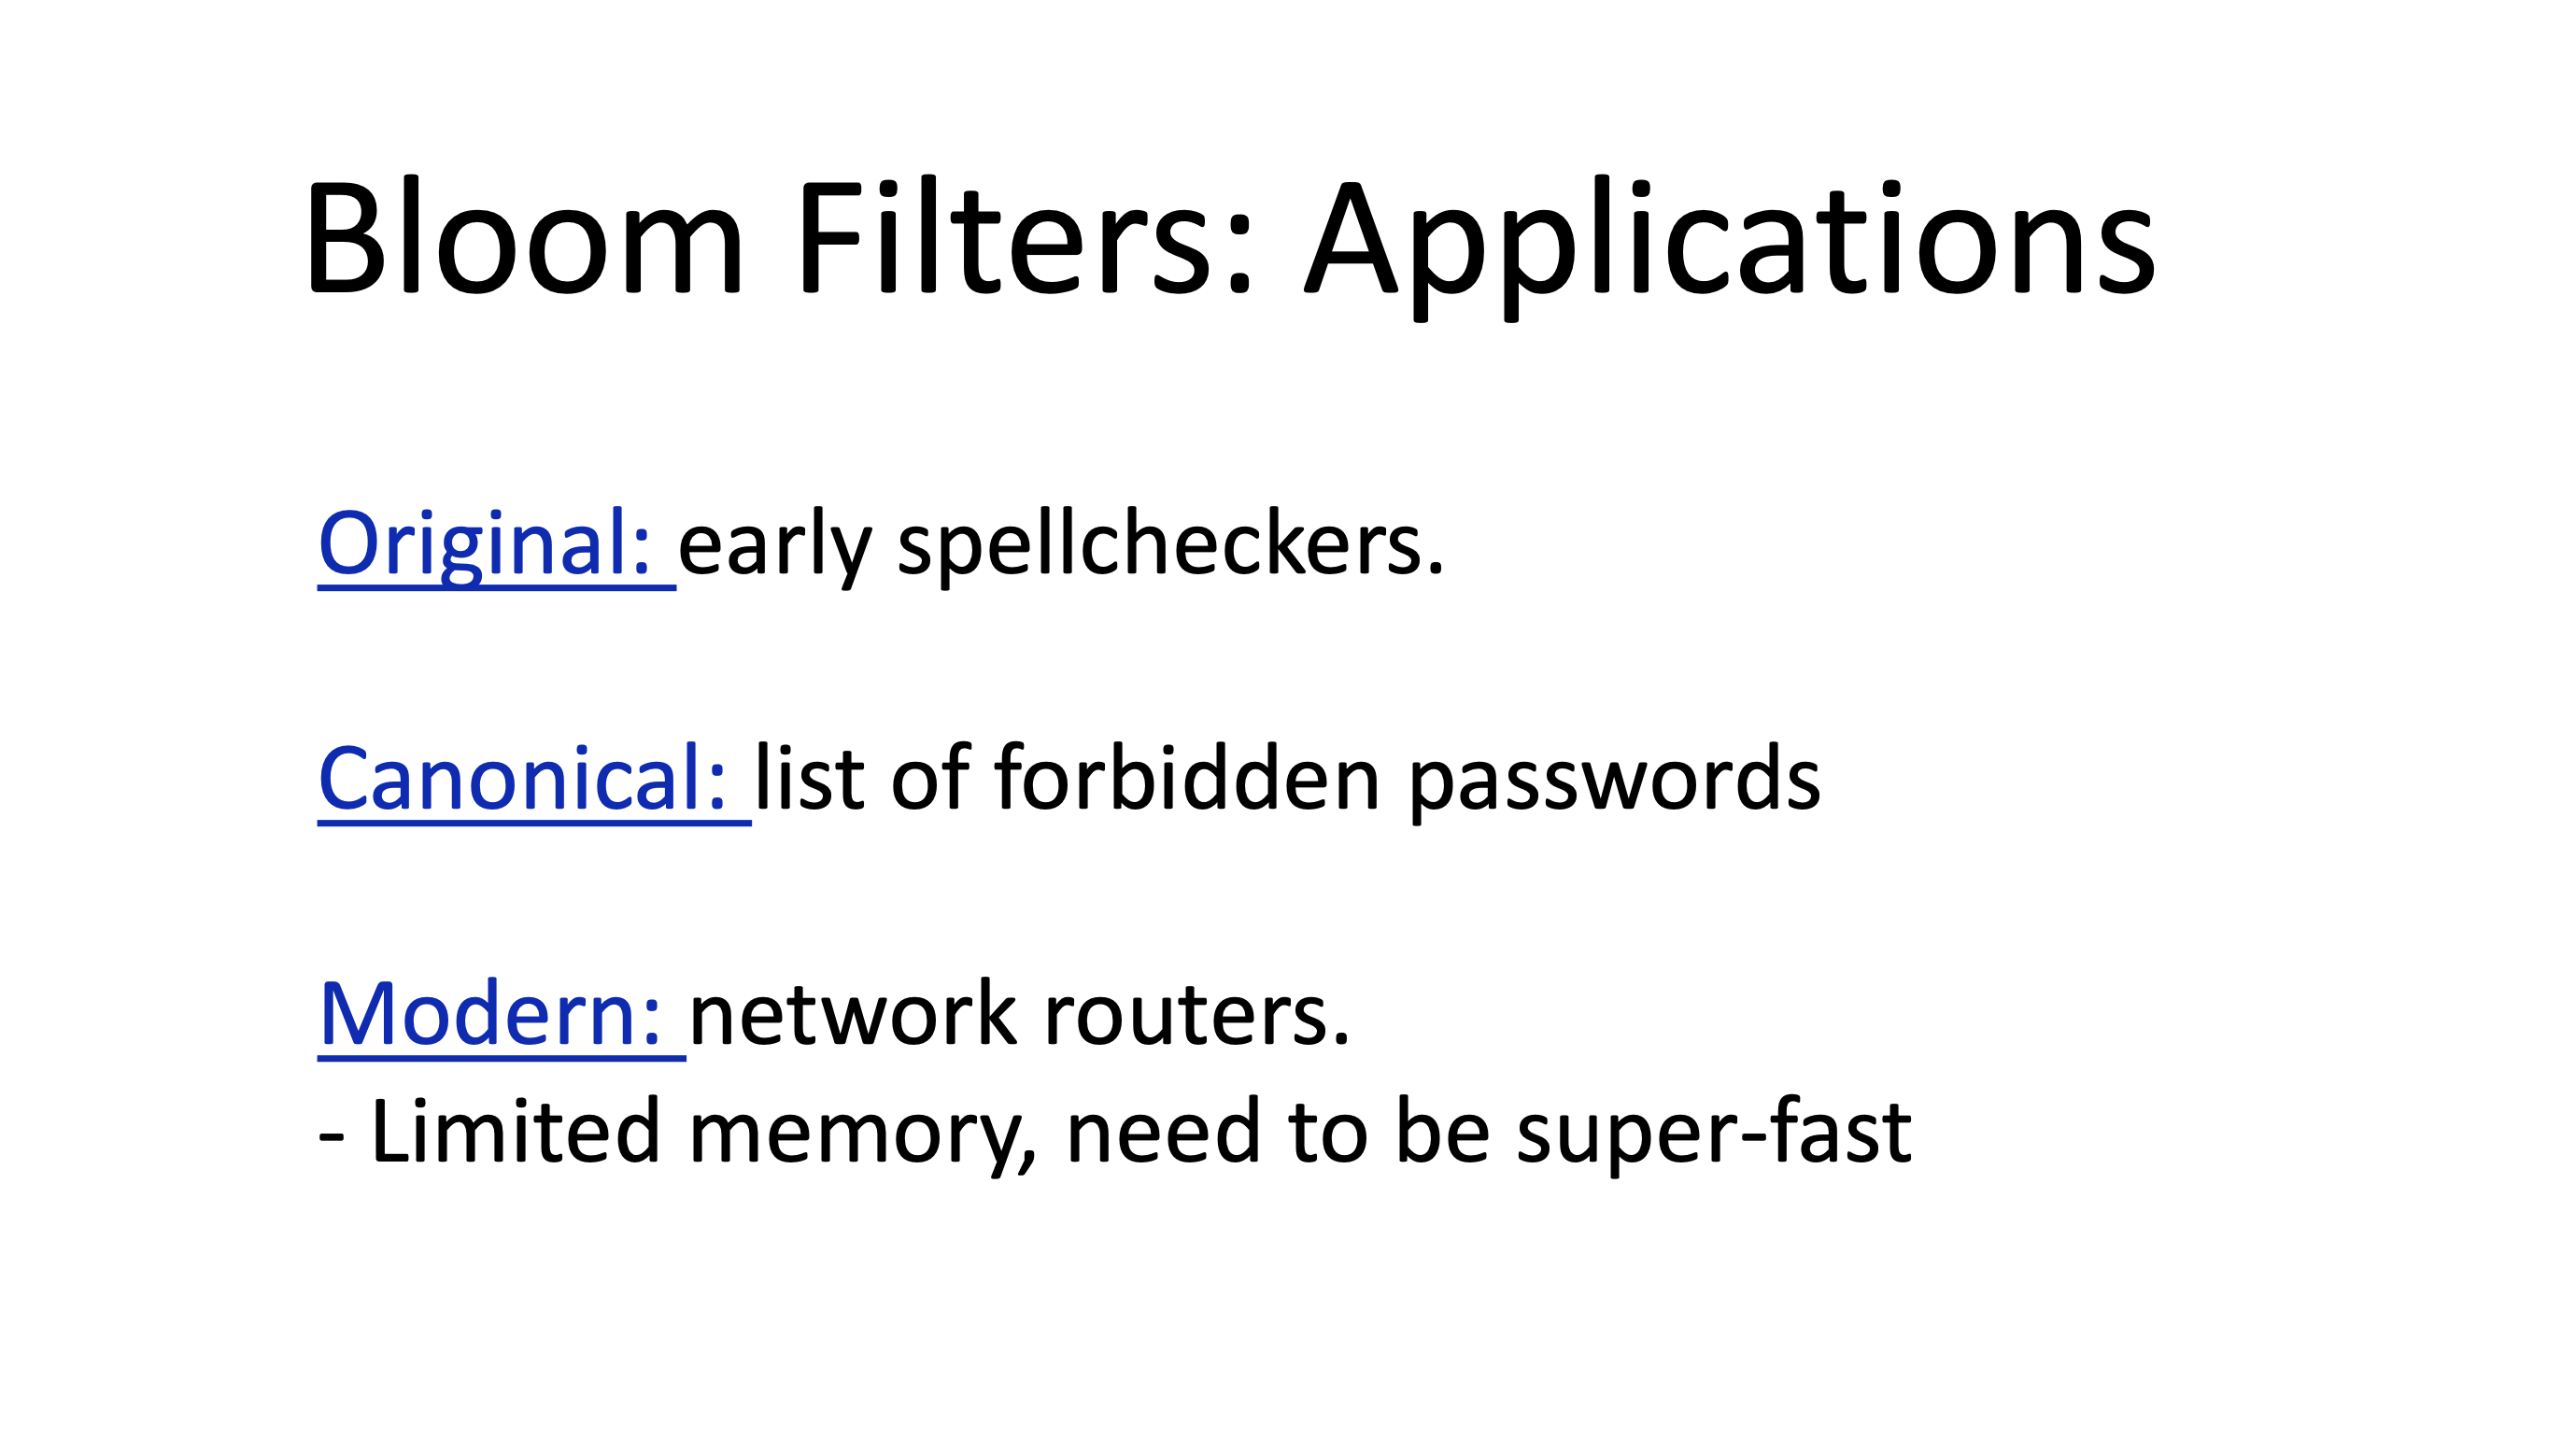 Bloom Filters: Applications
Original: early spellcheckers.
Canonical: list of forbidden passwords
Modern: network routers.
- Limited memory, need to be super-fast